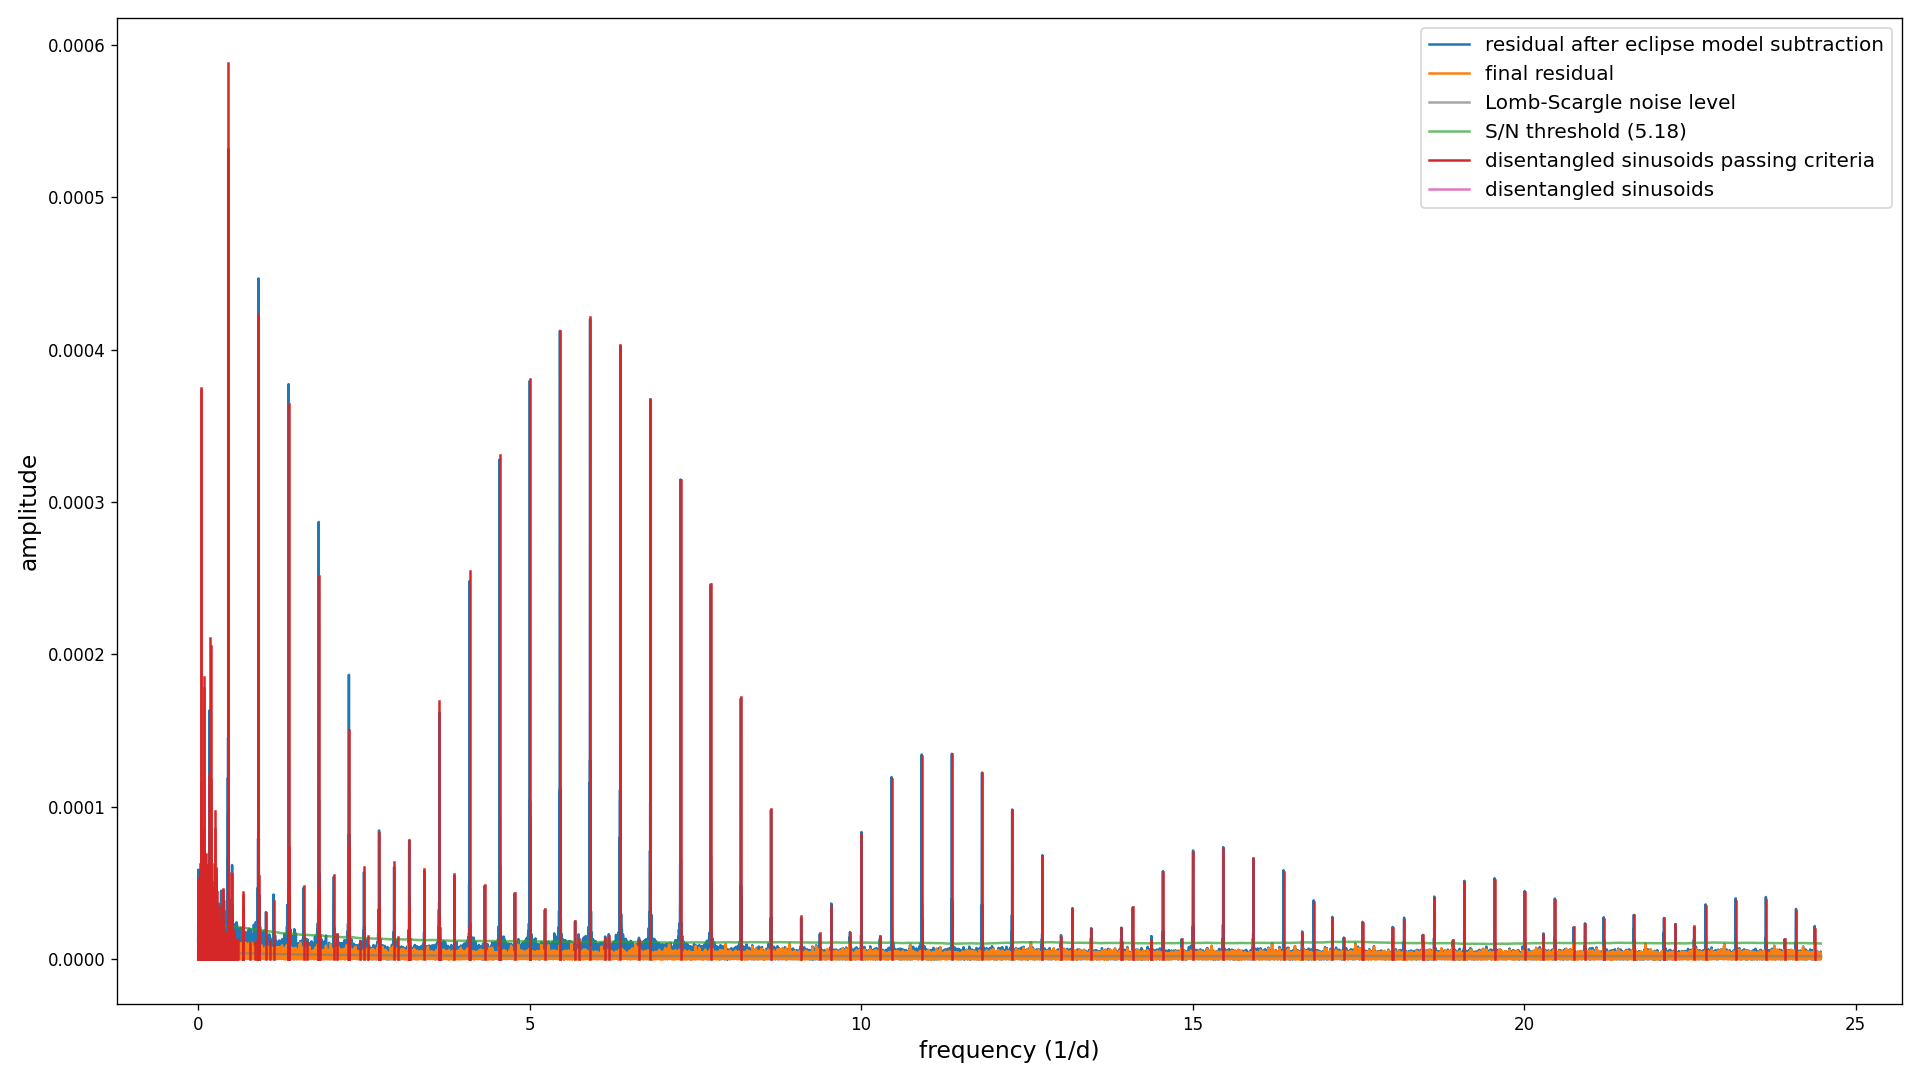 0.0006
0.0005
0.0004
0.0003
0.0002
0.0001
0.0000
amplitude
0
5
10
15
20
25
frequency (1/d)
residual after eclipse model subtraction
final residual
Lomb-Scargle noise level
S/N threshold (5.18)
disentangled sinusoids passing criteria
disentangled sinusoids